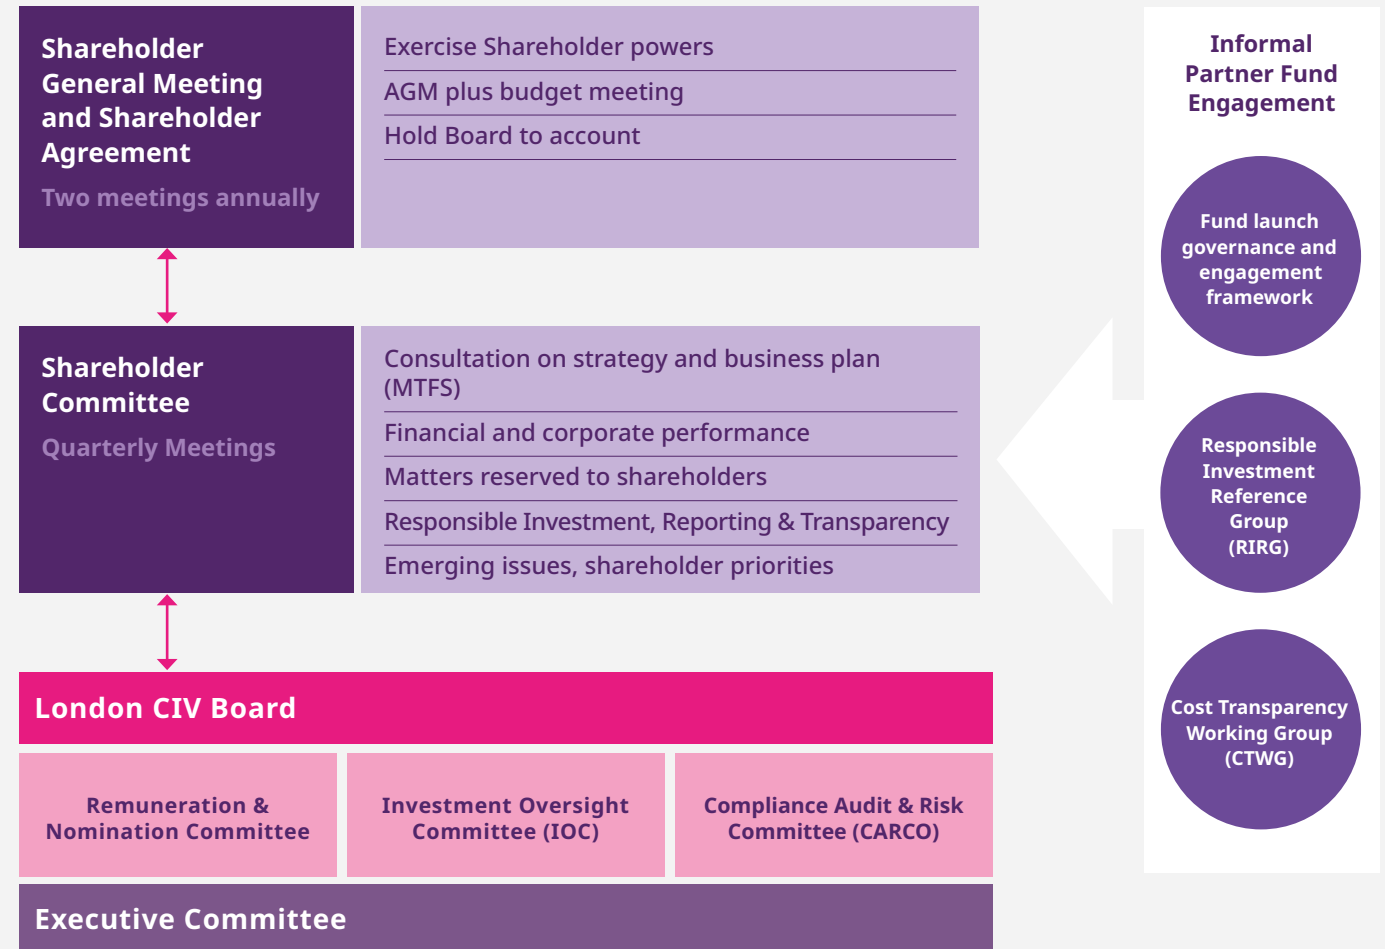 Shareholder
General Meeting
and Shareholder
Agreement
Two meetings annually
Exercise Shareholder powers
AGM plus budget meeting
Hold Board to account
Shareholder
Committee
Quarterly Meetings
Consultation on strategy and business plan
(MTFS)
Financial and corporate performance
Matters reserved to shareholders
Responsible Investment, Reporting & Transparency
Emerging issues, shareholder priorities
London CIV Board
Remuneration &
Nomination Committee
Investment Oversight
Committee (IOC)
Compliance Audit & Risk
Committee (CARCO)
Executive Committee
Informal
Partner Fund
Engagement
Fund launch
governance and
engagement
framework
Responsible
Investment
Reference
Group
(RIRG)
Cost Transparency
Working Group
(CTWG)